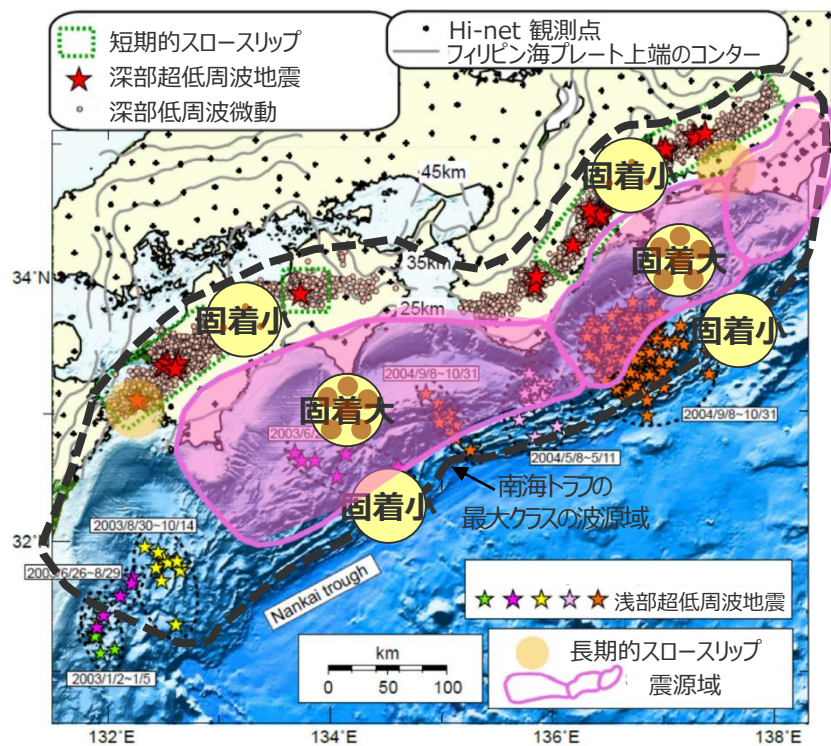 短期的スロースリップ
深部超低周波地震
深部低周波微動
Hi-net 観測点
フィリピン海プレート上端のコンター
固着小
45km
固着大
34°N
35km
25km
固着小
固着小
2004/9/8~10/31
固着大
2004/9/8~10/31
2003/6/2
2004/5/8~5/11
南海トラフの
最大クラスの波源域
固着小
2003/8/30~10/14
32°N
2003/6/26~8/29
Nankai trough
浅部超低周波地震
km
0 50 100
長期的スロースリップ
震源域
2003/1/2~1/5
132°E
134°E
136°E
138°E